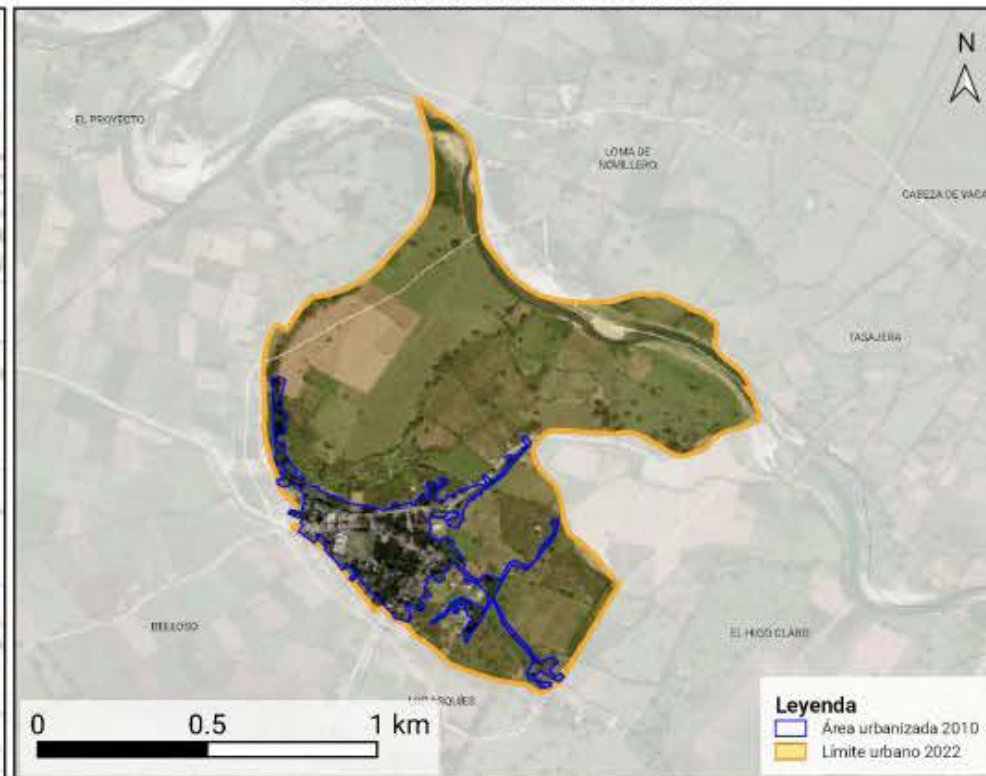 N
EL PROYECTO
LOMA DE
NOVILLERO
CABEZA DE VACA
TASAJERA
BELLOSO
EL HIGO CLARO
0 0.5 1 km
Leyenda
Área urbanizada 2010
Límite urbano 2022